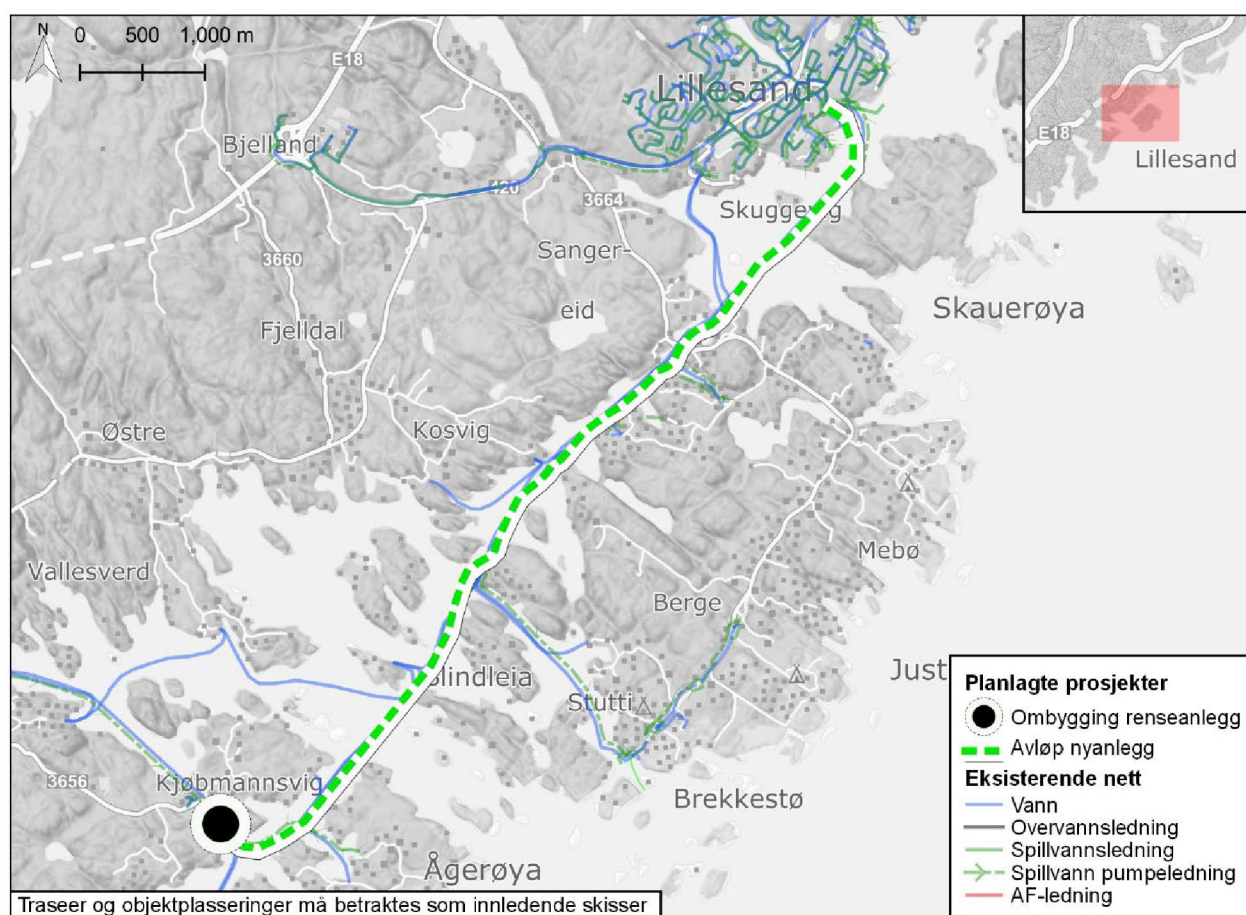 N
0 500 1,000 m
E18
Lillesand
Bjelland
E18
Lillesand
420
3664
Skuggevig
Sanger-
eid
3660
Fjelldal
Skauerøya
Østre
Kosvig
Mebø
Vallesverd
Berge
Just
Blindleia
Stutti
3656
Kjøbmannsvig
Brekkestø
Ågerøya
Planlagte prosjekter
Ombygging renseanlegg
Avløp nyanlegg
Eksisterende nett
Vann
Overvannsledning
Spillvannsledning
Spillvann pumpeledning
AF-ledning
Traseer og objektplasseringer må betraktes som innledende skisser